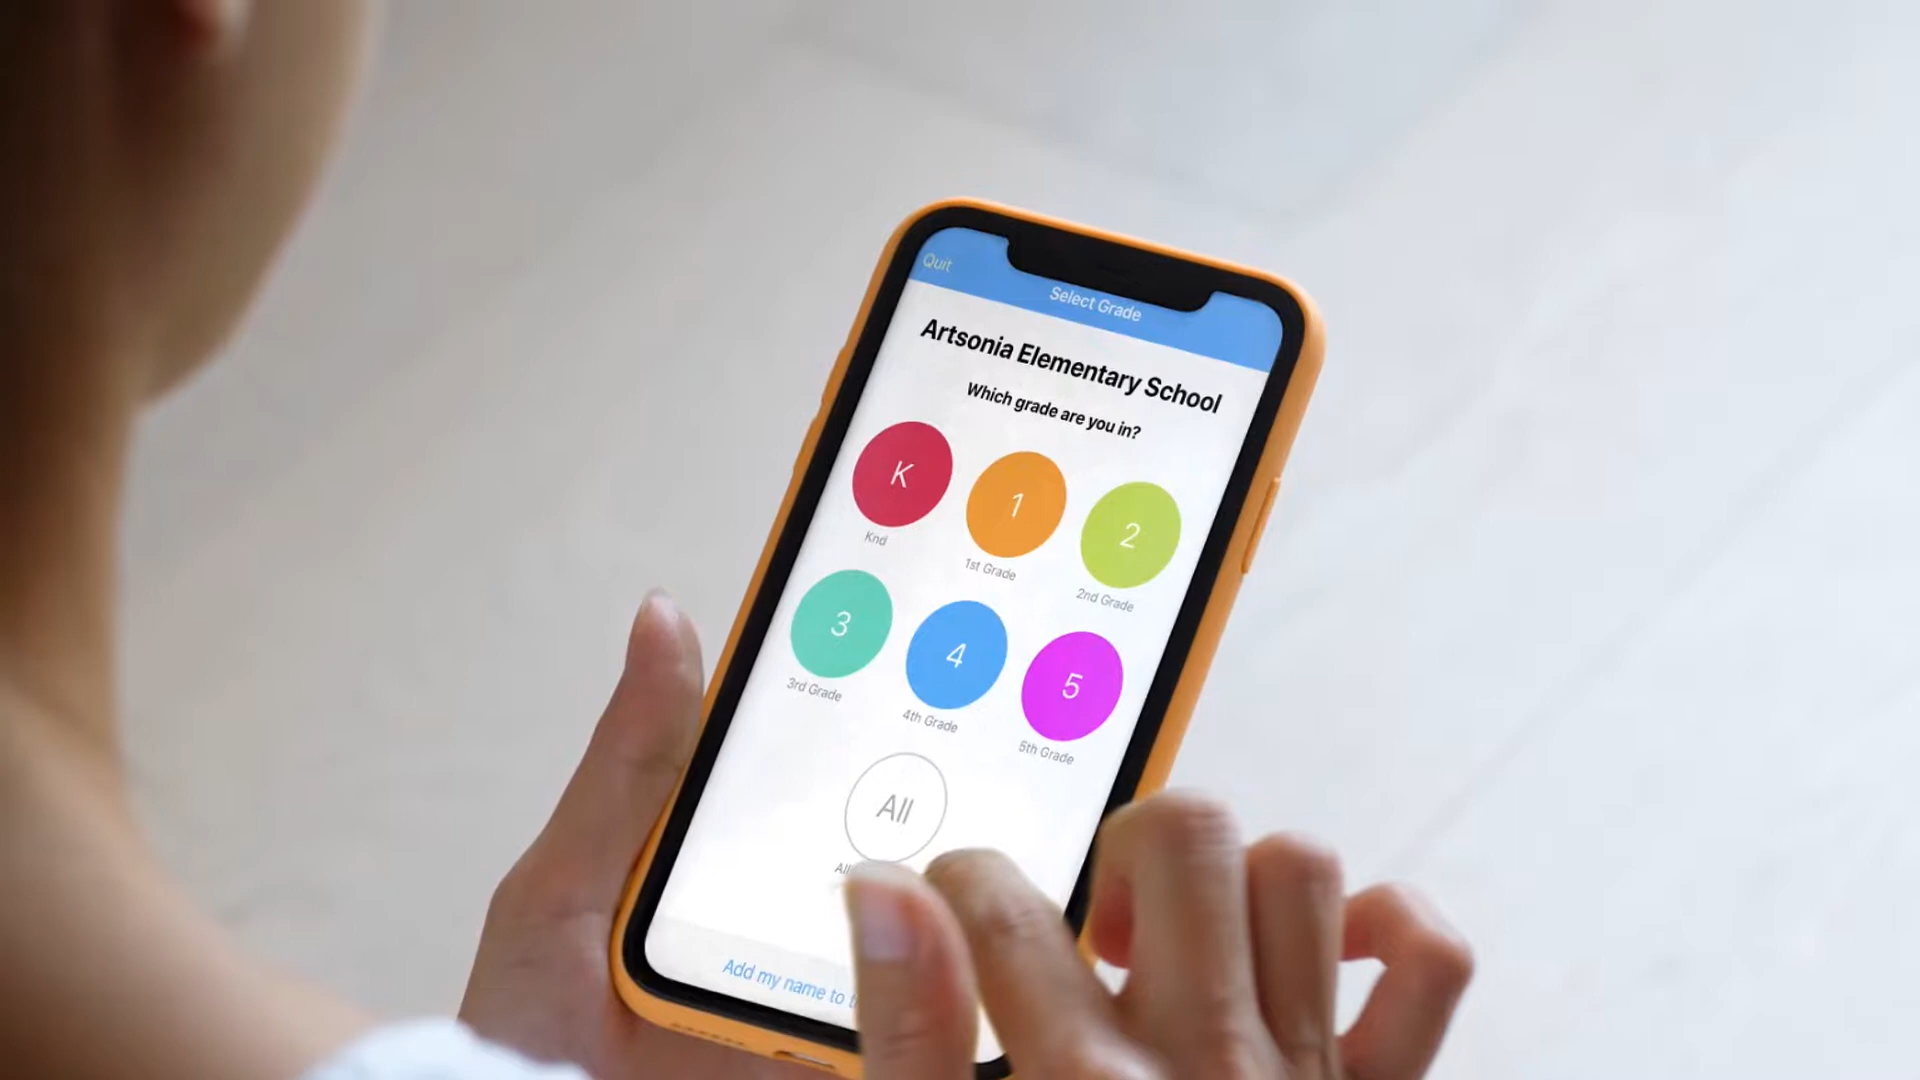 Quit
Select Grade
Artsonia Elementary School
Which grade are you in?
K
1
2
Knd
1st Grade
2nd Grade
3
4
5
3rd Grade
4th Grade
5th Grade
All
Add my name to